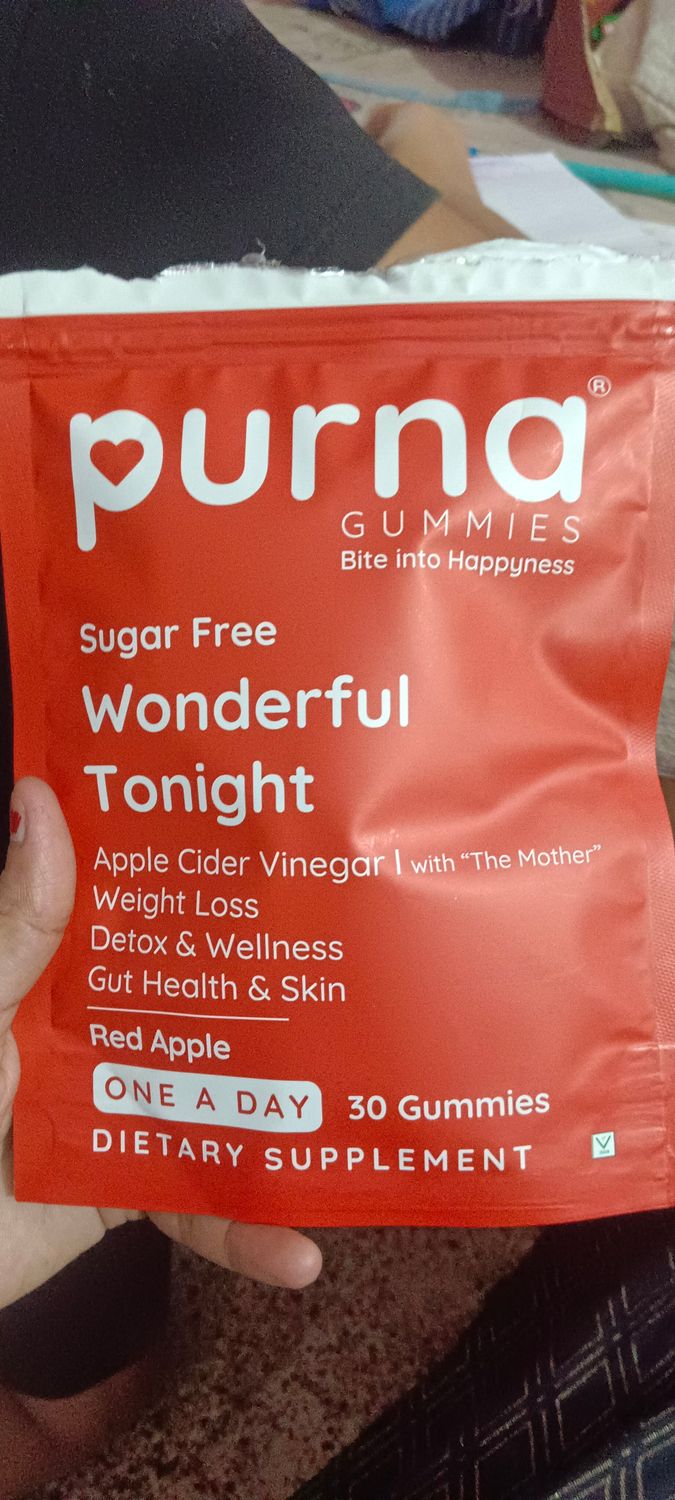 purna®
GUMMIES
Bite into Happyness
Sugar Free
Wonderful
Tonight
Apple Cider Vinegar | with “The Mother”
Weight Loss
Detox & Wellness
Gut Health & Skin
Red Apple
ONE A DAY 30 Gummies
DIETARY SUPPLEMENT